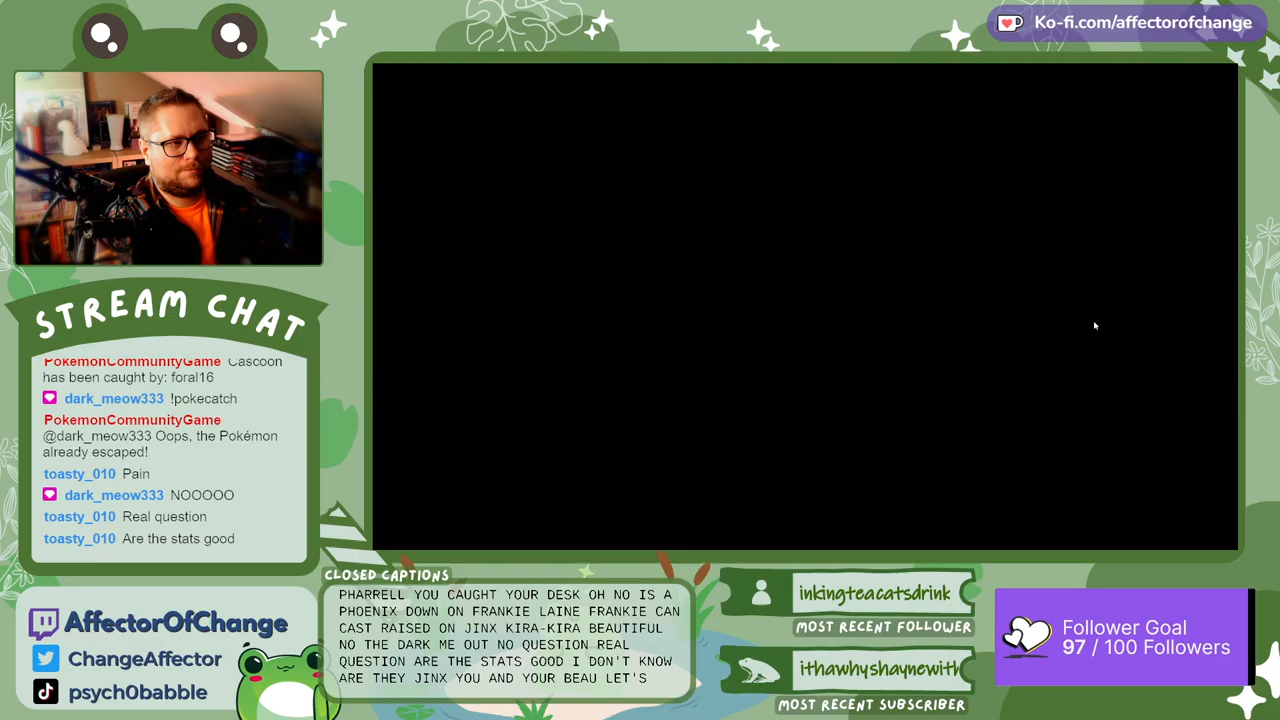 Ko-fi.com/affectorofchange
STREAM CHAT
PokemonCommunityGame Cascoon
has been caught by: foral16
dark_meow333 !pokecatch
PokemonCommunityGame
@dark_meow333 Oops, the Pokémon
already escaped!
toasty_010 Pain
dark_meow333 NOOOOO
toasty_010 Real question
toasty_010 Are the stats good
AffectorOfChange
ChangeAffector
psych0babble
CLOSED CAPTIONS
PHARRELL YOU CAUGHT YOUR DESK OH NO IS A
PHOENIX DOWN ON FRANKIE LAINE FRANKIE CAN
CAST RAISED ON JINX KIRA-KIRA BEAUTIFUL
NO THE DARK ME OUT NO QUESTION REAL
QUESTION ARE THE STATS GOOD I DON'T KNOW
ARE THEY JINX YOU AND YOUR BEAU LET'S
inkingteacatsdrink
MOST RECENT FOLLOWER
ithawhyshaynewith
MOST RECENT SUBSCRIBER
Follower Goal
97 / 100 Followers